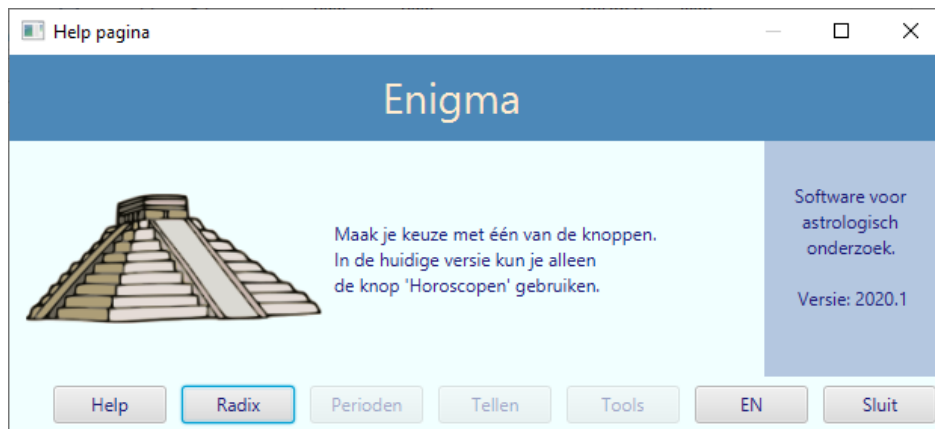 Help pagina
Enigma
Maak je keuze met één van de knoppen.
In de huidige versie kun je alleen
de knop 'Horoscopen' gebruiken.
Software voor
astrologisch
onderzoek.
Versie: 2020.1
Help Radix Perioden Tellen Tools EN Sluit